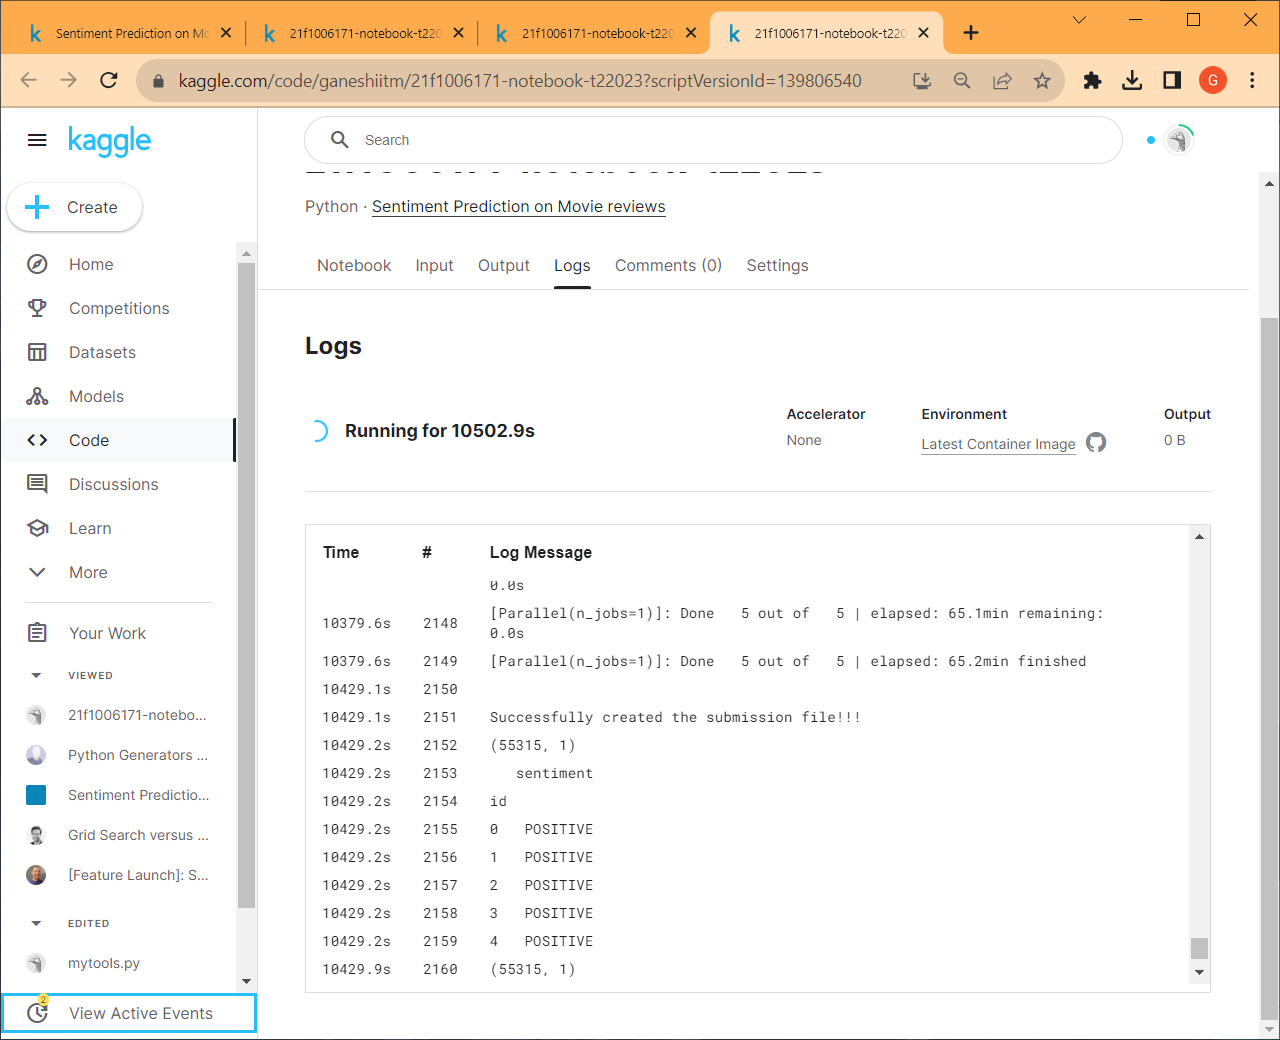 Sentiment Prediction on Mo
21f1006171-notebook-t220
21f1006171-notebook-t220
21f1006171-notebook-t220
kaggle.com/code/ganeshiitm/21f1006171-notebook-t22023?scriptVersionId=139806540
G
kaggle
Search
Create
Home
Competitions
Datasets
Models
Code
Discussions
Learn
More
Your Work
VIEWED
21f1006171-notebo...
Python Generators ...
Sentiment Predictio...
Grid Search versus ...
[Feature Launch]: S...
EDITED
mytools.py
2
View Active Events
Python · Sentiment Prediction on Movie reviews
Notebook Input Output Logs Comments (0) Settings
Logs
Running for 10502.9s
Accelerator
None
Environment
Latest Container Image
Output
0 B
Time # Log Message
0.0s
10379.6s 2148 [Parallel(n_jobs=1)]: Done 5 out of 5 | elapsed: 65.1min remaining:
0.0s
10379.6s 2149 [Parallel(n_jobs=1)]: Done 5 out of 5 | elapsed: 65.2min finished
10429.1s 2150
10429.1s 2151 Successfully created the submission file!!!
10429.2s 2152 (55315, 1)
10429.2s 2153 sentiment
10429.2s 2154 id
10429.2s 2155 0 POSITIVE
10429.2s 2156 1 POSITIVE
10429.2s 2157 2 POSITIVE
10429.2s 2158 3 POSITIVE
10429.2s 2159 4 POSITIVE
10429.9s 2160 (55315, 1)